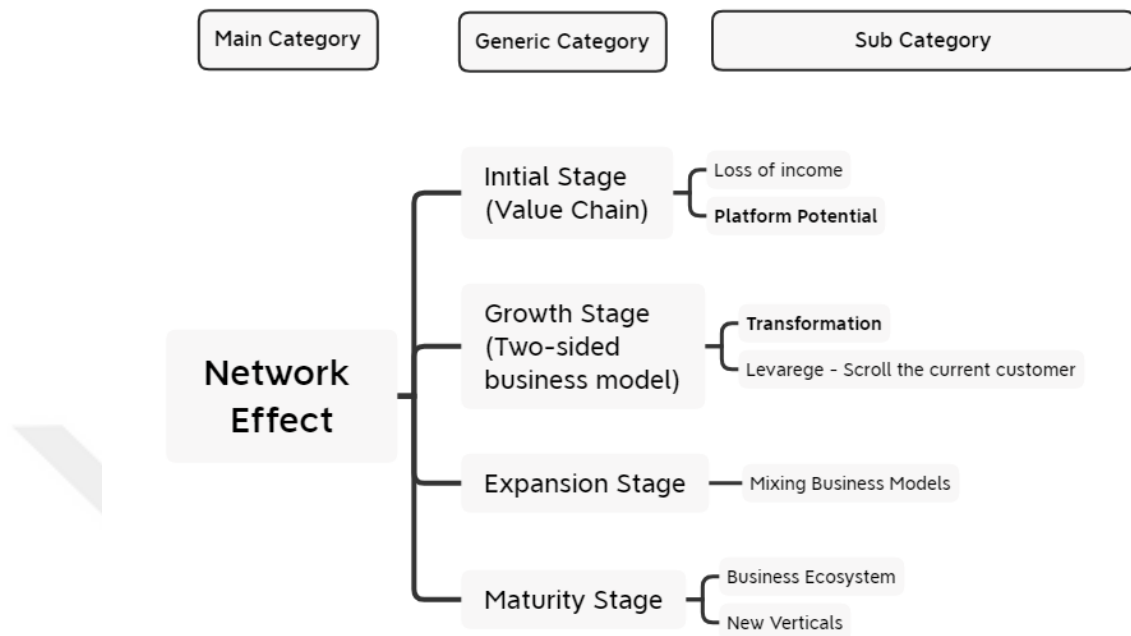 Main Category
Generic Category
Sub Category
Network
Effect
Initial Stage
(Value Chain)
Loss of income
Platform Potential
Growth Stage
(Two-sided
business model)
Transformation
Levarege - Scroll the current customer
Expansion Stage
Mixing Business Models
Maturity Stage
Business Ecosystem
New Verticals